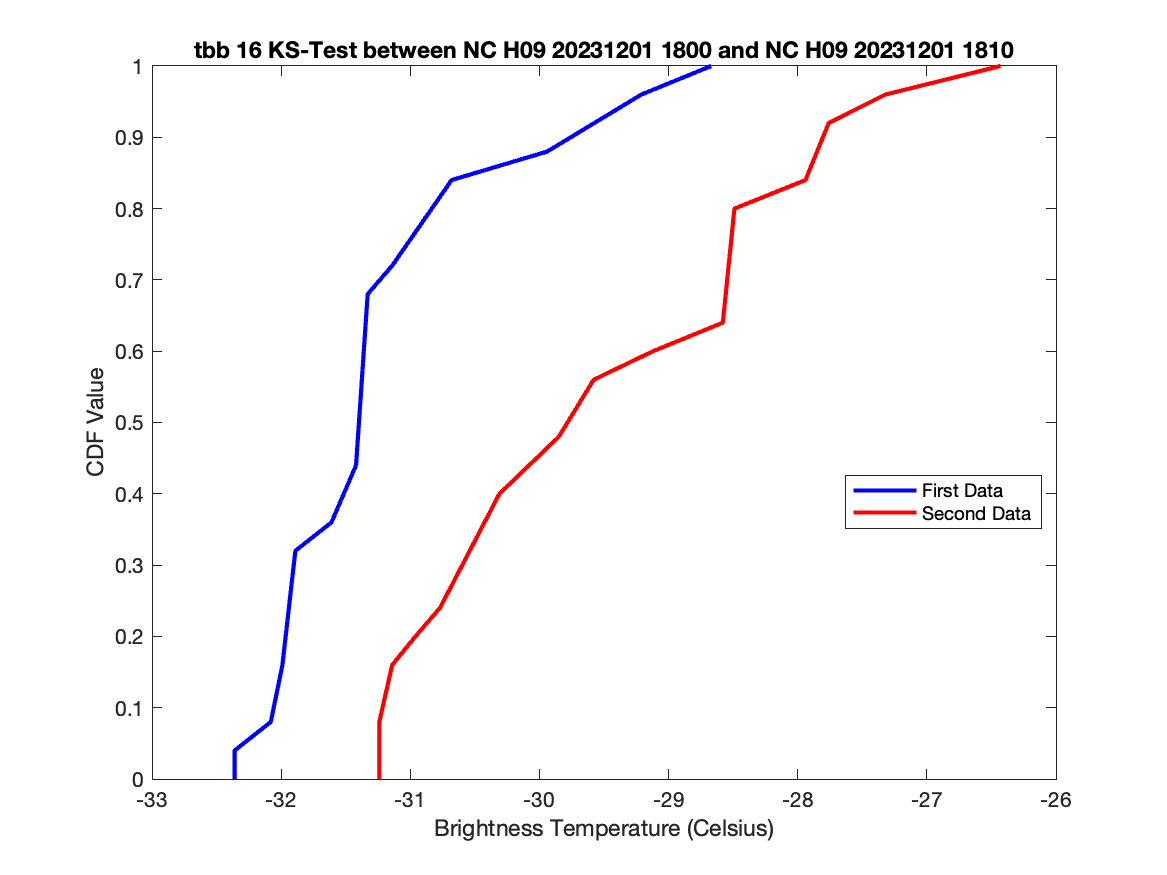 tbb 16 KS-Test between NC H09 20231201 1800 and NC H09 20231201 1810
1
0.9
0.8
0.7
0.6
0.5
0.4
0.3
0.2
0.1
0
CDF Value
First Data
Second Data
-33 -32 -31 -30 -29 -28 -27 -26
Brightness Temperature (Celsius)